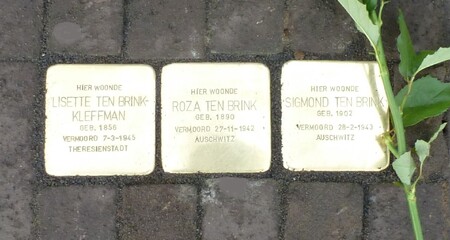 HIER WOONDE
LISETTE TEN BRINK-
KLEFFMAN
GEB. 1856
VERMOORD 7-3-1943
THERESIENSTADT
HIER WOONDE
ROZA TEN BRINK
GEB. 1890
VERMOORD 27-11-1942
AUSCHWITZ
HIER WOONDE
SIGMOND TEN BRINK
GEB. 1902
VERMOORD 28-2-1943
AUSCHWITZ